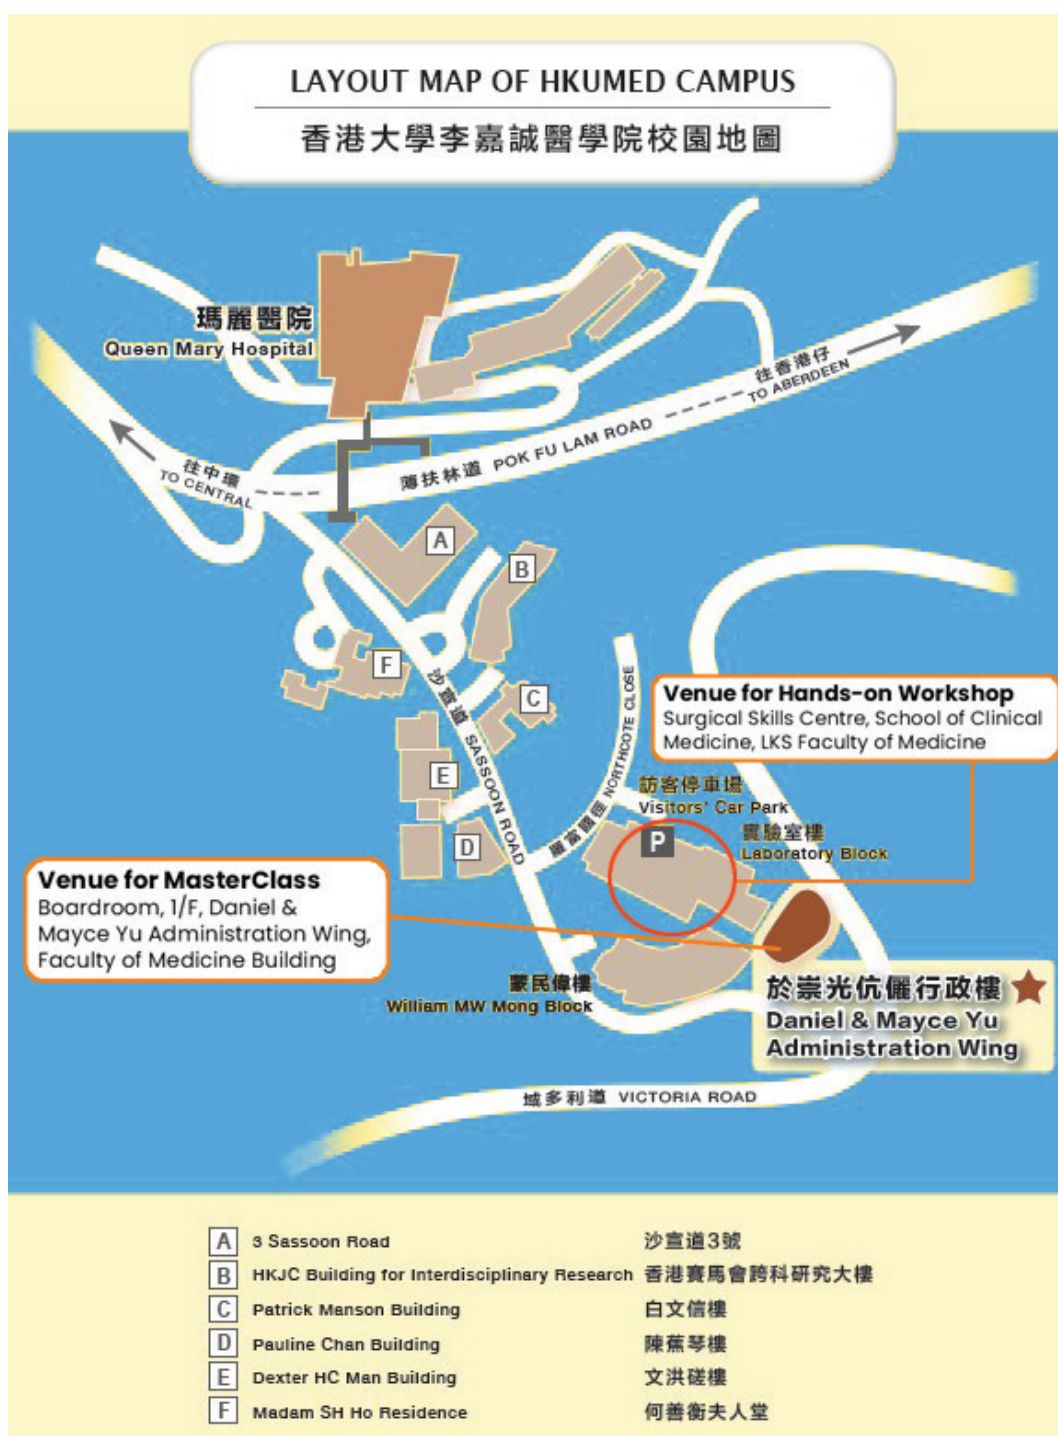 LAYOUT MAP OF HKUMED CAMPUS
香港大學李嘉誠醫學院校園地圖
瑪麗醫院
Queen Mary Hospital
往香港仔
TO ABERDEEN
薄扶林道 POK FU LAM ROAD
往中環
TO CENTRAL
A
B
F
C
沙宣道 SASSOON ROAD
E
D
羅富國徑 NORTHCOTE CLOSE
Venue for Hands-on Workshop
Surgical Skills Centre, School of Clinical
Medicine, LKS Faculty of Medicine
訪客停車場
Visitors' Car Park
P
實驗室樓
Laboratory Block
Venue for MasterClass
Boardroom, 1/F, Daniel &
Mayce Yu Administration Wing,
Faculty of Medicine Building
蒙民偉樓
William MW Mong Block
於崇光伉儷行政樓
Daniel & Mayce Yu
Administration Wing
域多利道 VICTORIA ROAD
A 3 Sassoon Road 沙宣道3號
B HKJC Building for Interdisciplinary Research 香港賽馬會跨科研究大樓
C Patrick Manson Building 白文信樓
D Pauline Chan Building 陳蕉琴樓
E Dexter HC Man Building 文洪磋樓
F Madam SH Ho Residence 何善衡夫人堂